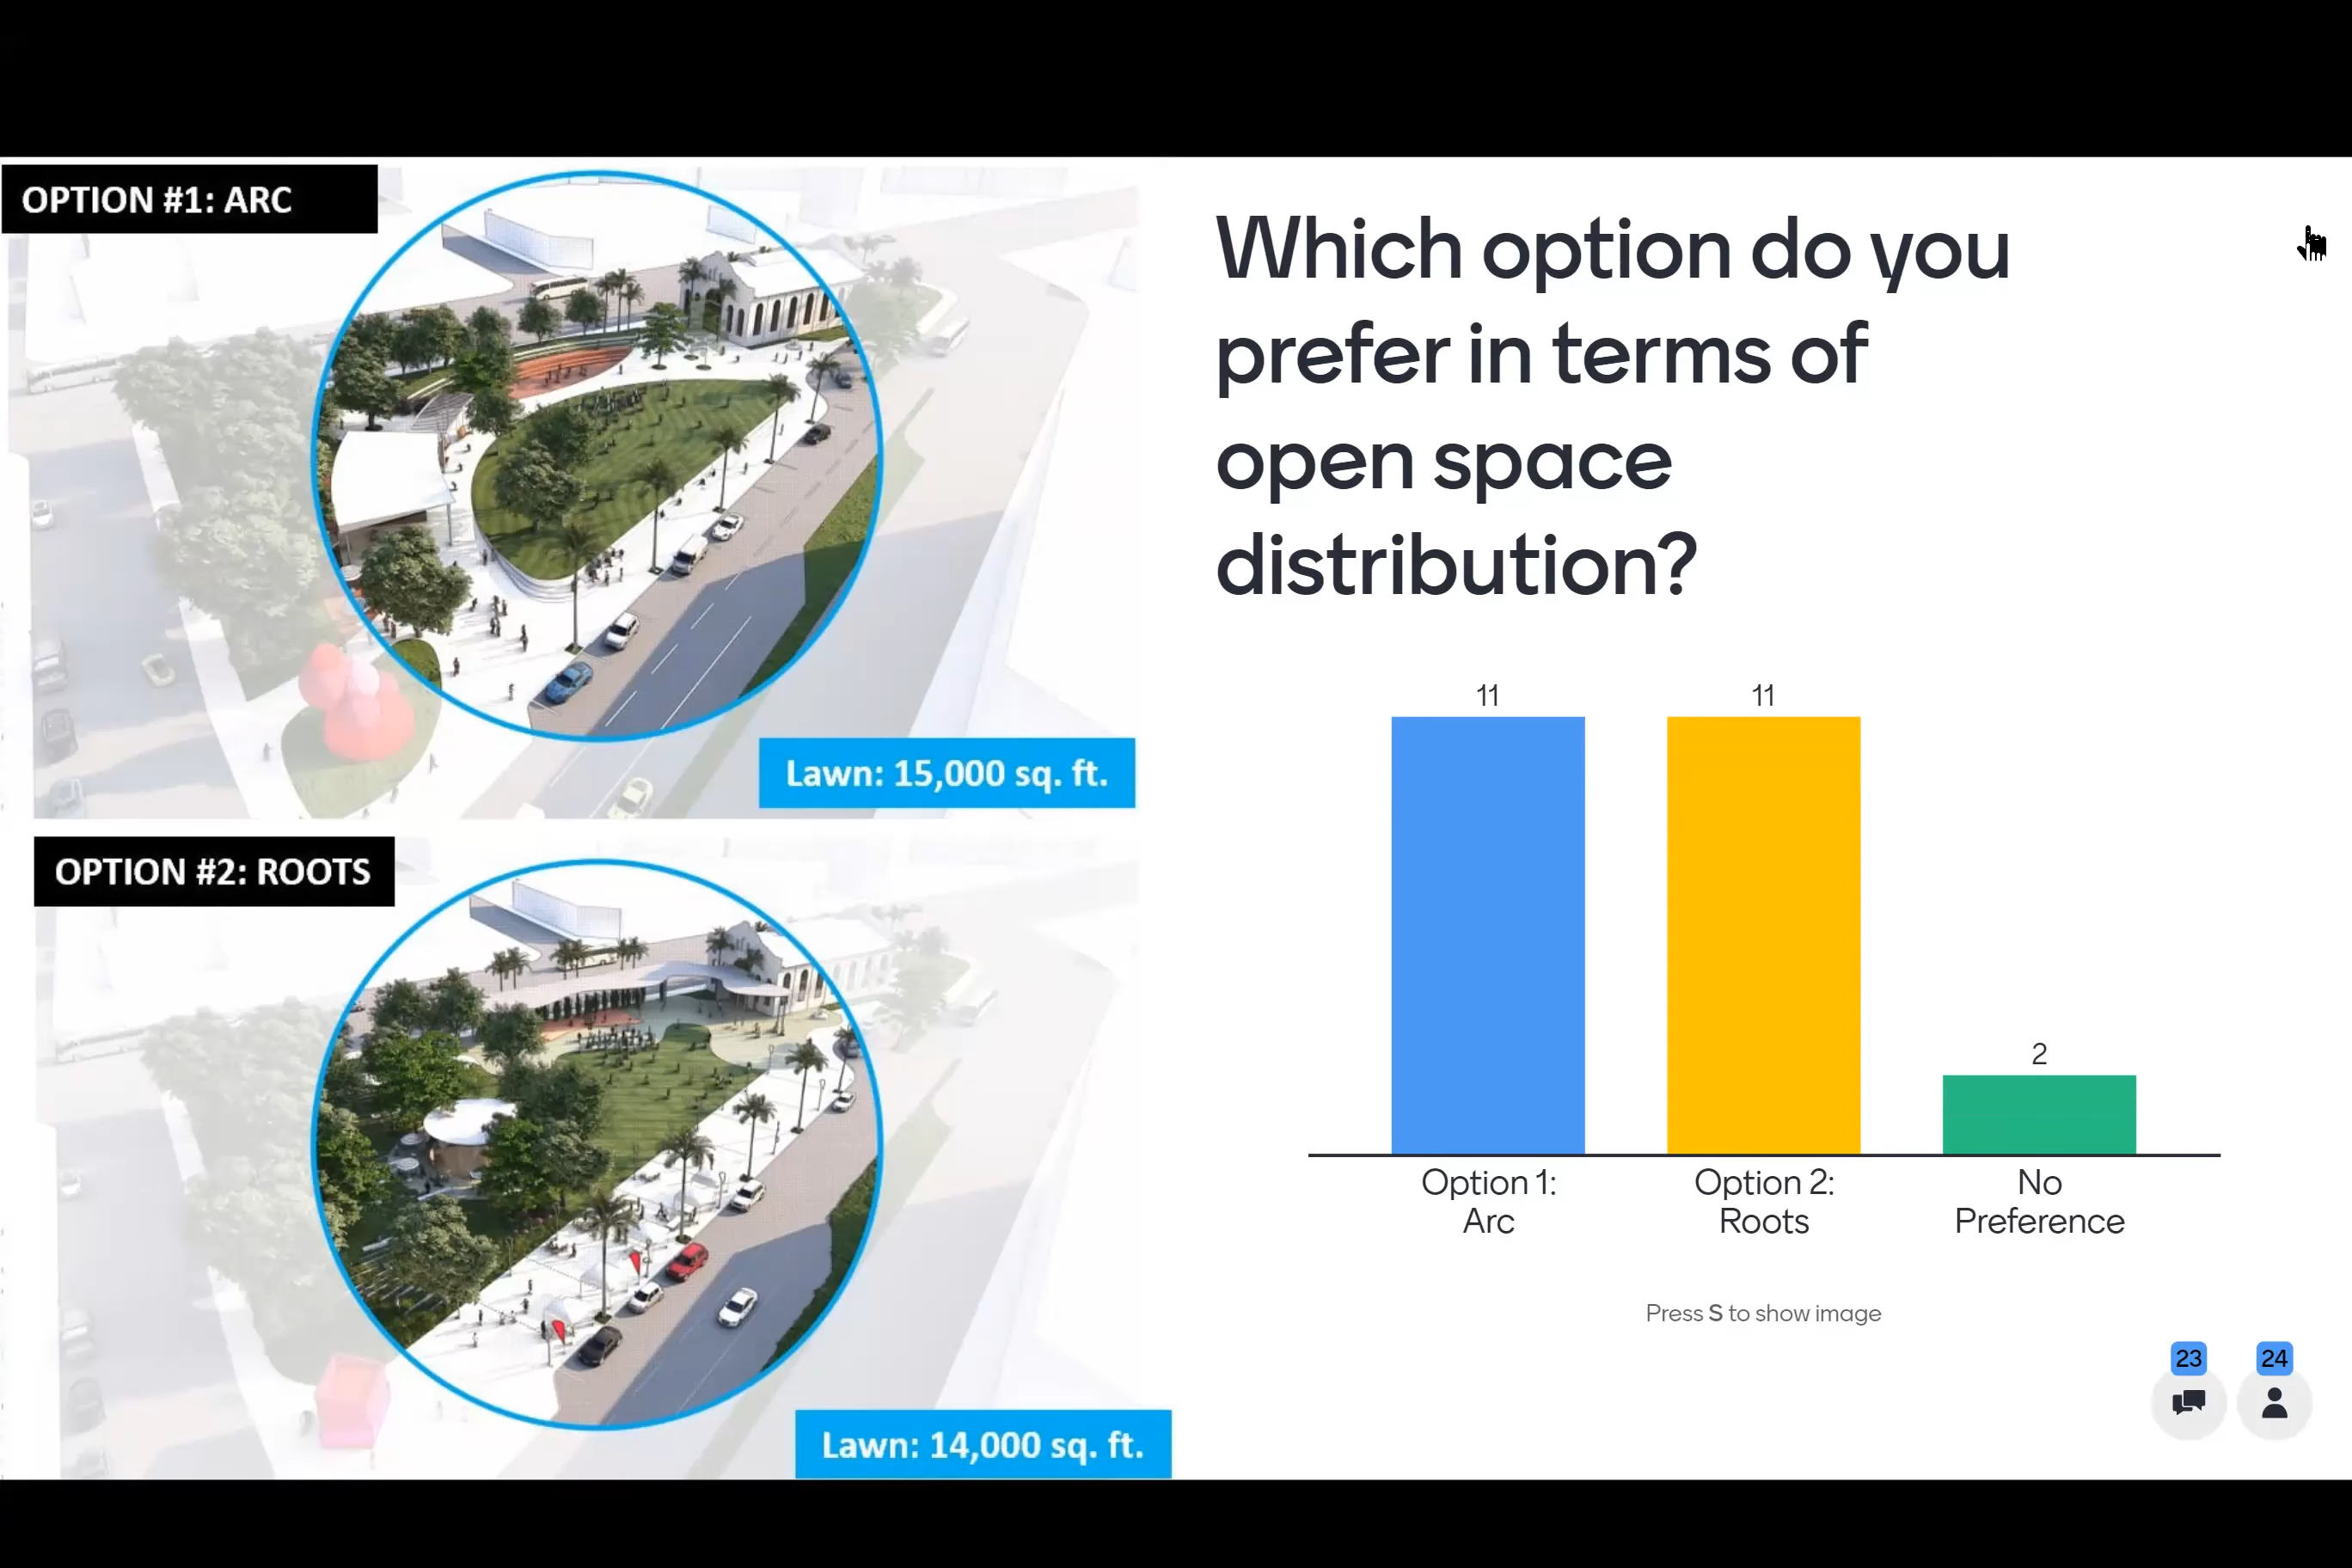 OPTION #1: ARC
Lawn: 15,000 sq. ft.
OPTION #2: ROOTS
Lawn: 14,000 sq. ft.
Which option do you
prefer in terms of
open space
distribution?
11
11
2
Option 1:
Arc
Option 2:
Roots
No
Preference
Press S to show image
23
24